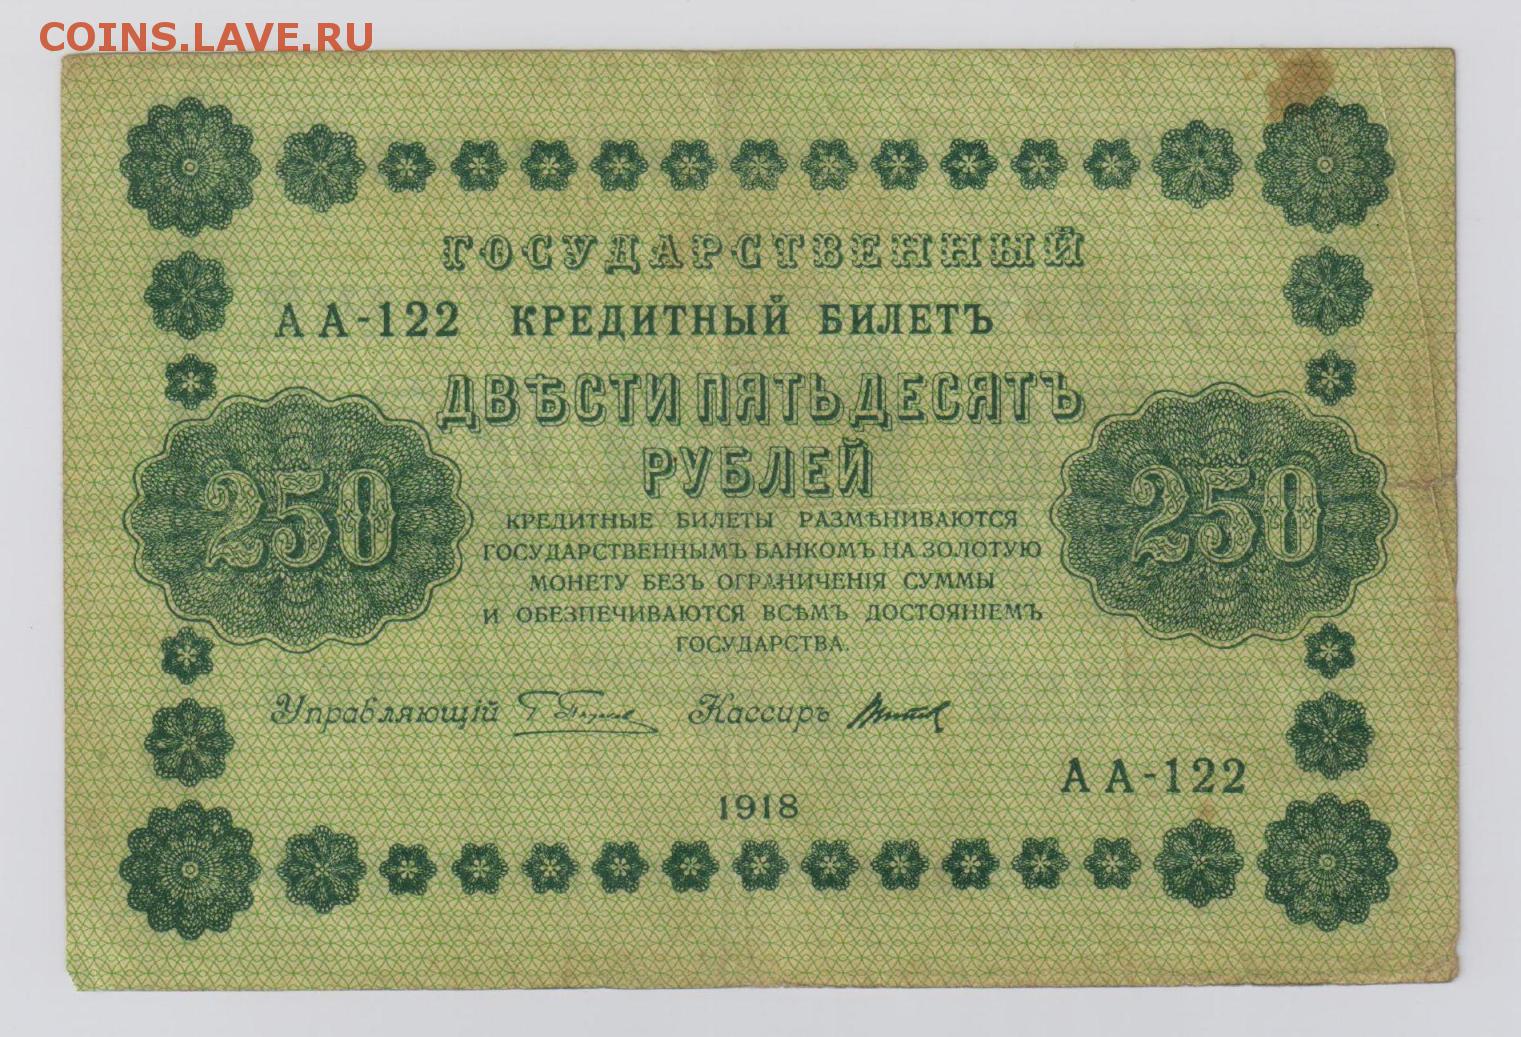 COINS.LAVE.RU
ГОСУДАРСТВЕННЫЙ
АА-122 КРЕДИТНЫЙ БИЛЕТЪ
ДВѢСТИ ПЯТЬДЕСЯТЪ
РУБЛЕЙ
250 250
КРЕДИТНЫЕ БИЛЕТЫ РАЗМѢНИВАЮТСЯ
ГОСУДАРСТВЕННЫМЪ БАНКОМЪ НА ЗОЛОТУЮ
МОНЕТУ БЕЗЪ ОГРАНИЧЕНІЯ СУММЫ
И ОБЕЗПЕЧИВАЮТСЯ ВСѢМЪ ДОСТОЯНІЕМЪ
ГОСУДАРСТВА.
Управляющій Кассиръ
АА-122
1918